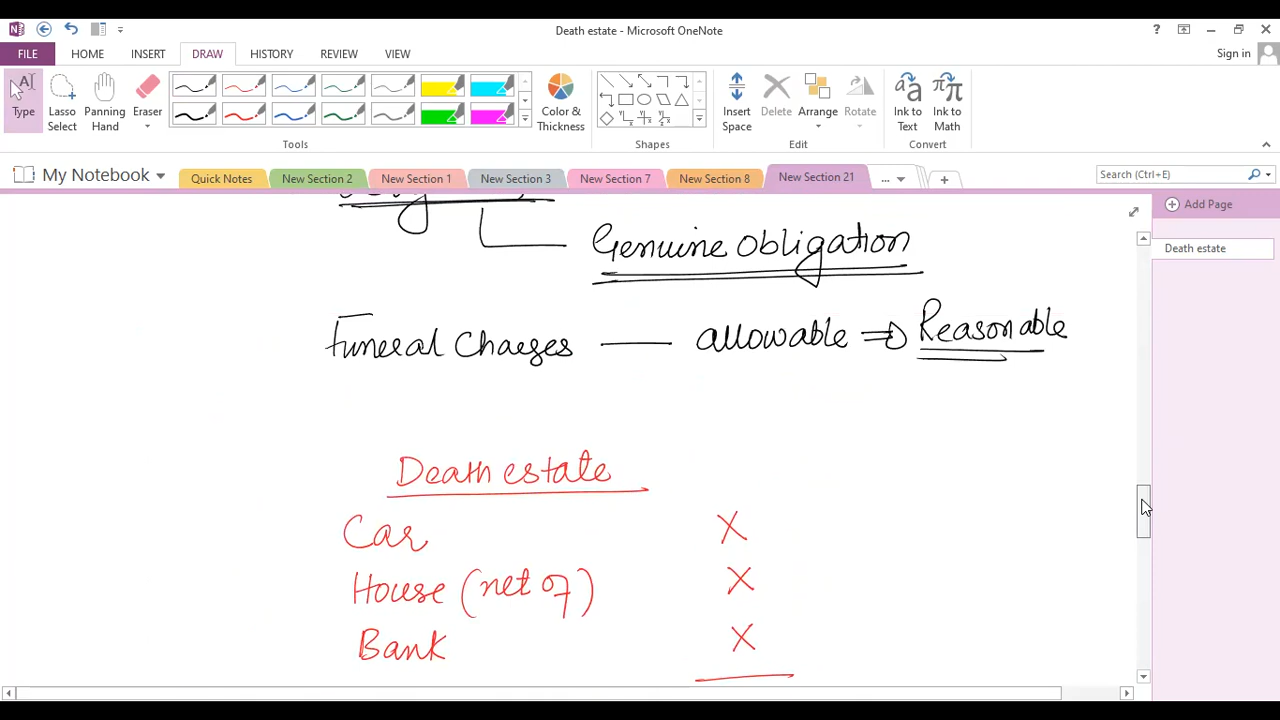 Death estate - Microsoft OneNote
?
FILE HOME INSERT DRAW HISTORY REVIEW VIEW Sign in
Type Lasso Select Panning Hand Eraser Color & Thickness Insert Space Delete Arrange Rotate Ink to Text Ink to Math
Tools Shapes Edit Convert
My Notebook Quick Notes New Section 2 New Section 1 New Section 3 New Section 7 New Section 8 New Section 21 ... + Search (Ctrl+E)
Add Page
Death estate
Genuine obligation
Funeral Charges — allowable ⇒ Reasonable
Death estate
Car X
House (net of) X
Bank X